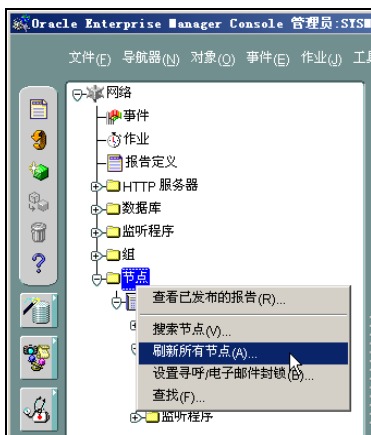 Oracle Enterprise Manager Console 管理员:SYS
文件(F) 导航器(N) 对象(O) 事件(E) 作业(J)
网络
事件
作业
报告定义
HTTP 服务器
数据库
监听程序
组
节点
查看已发布的报告(R)...
搜索节点(V)...
刷新所有节点(A)...
设置寻呼/电子邮件封锁(B)...
查找(F)...
监听程序